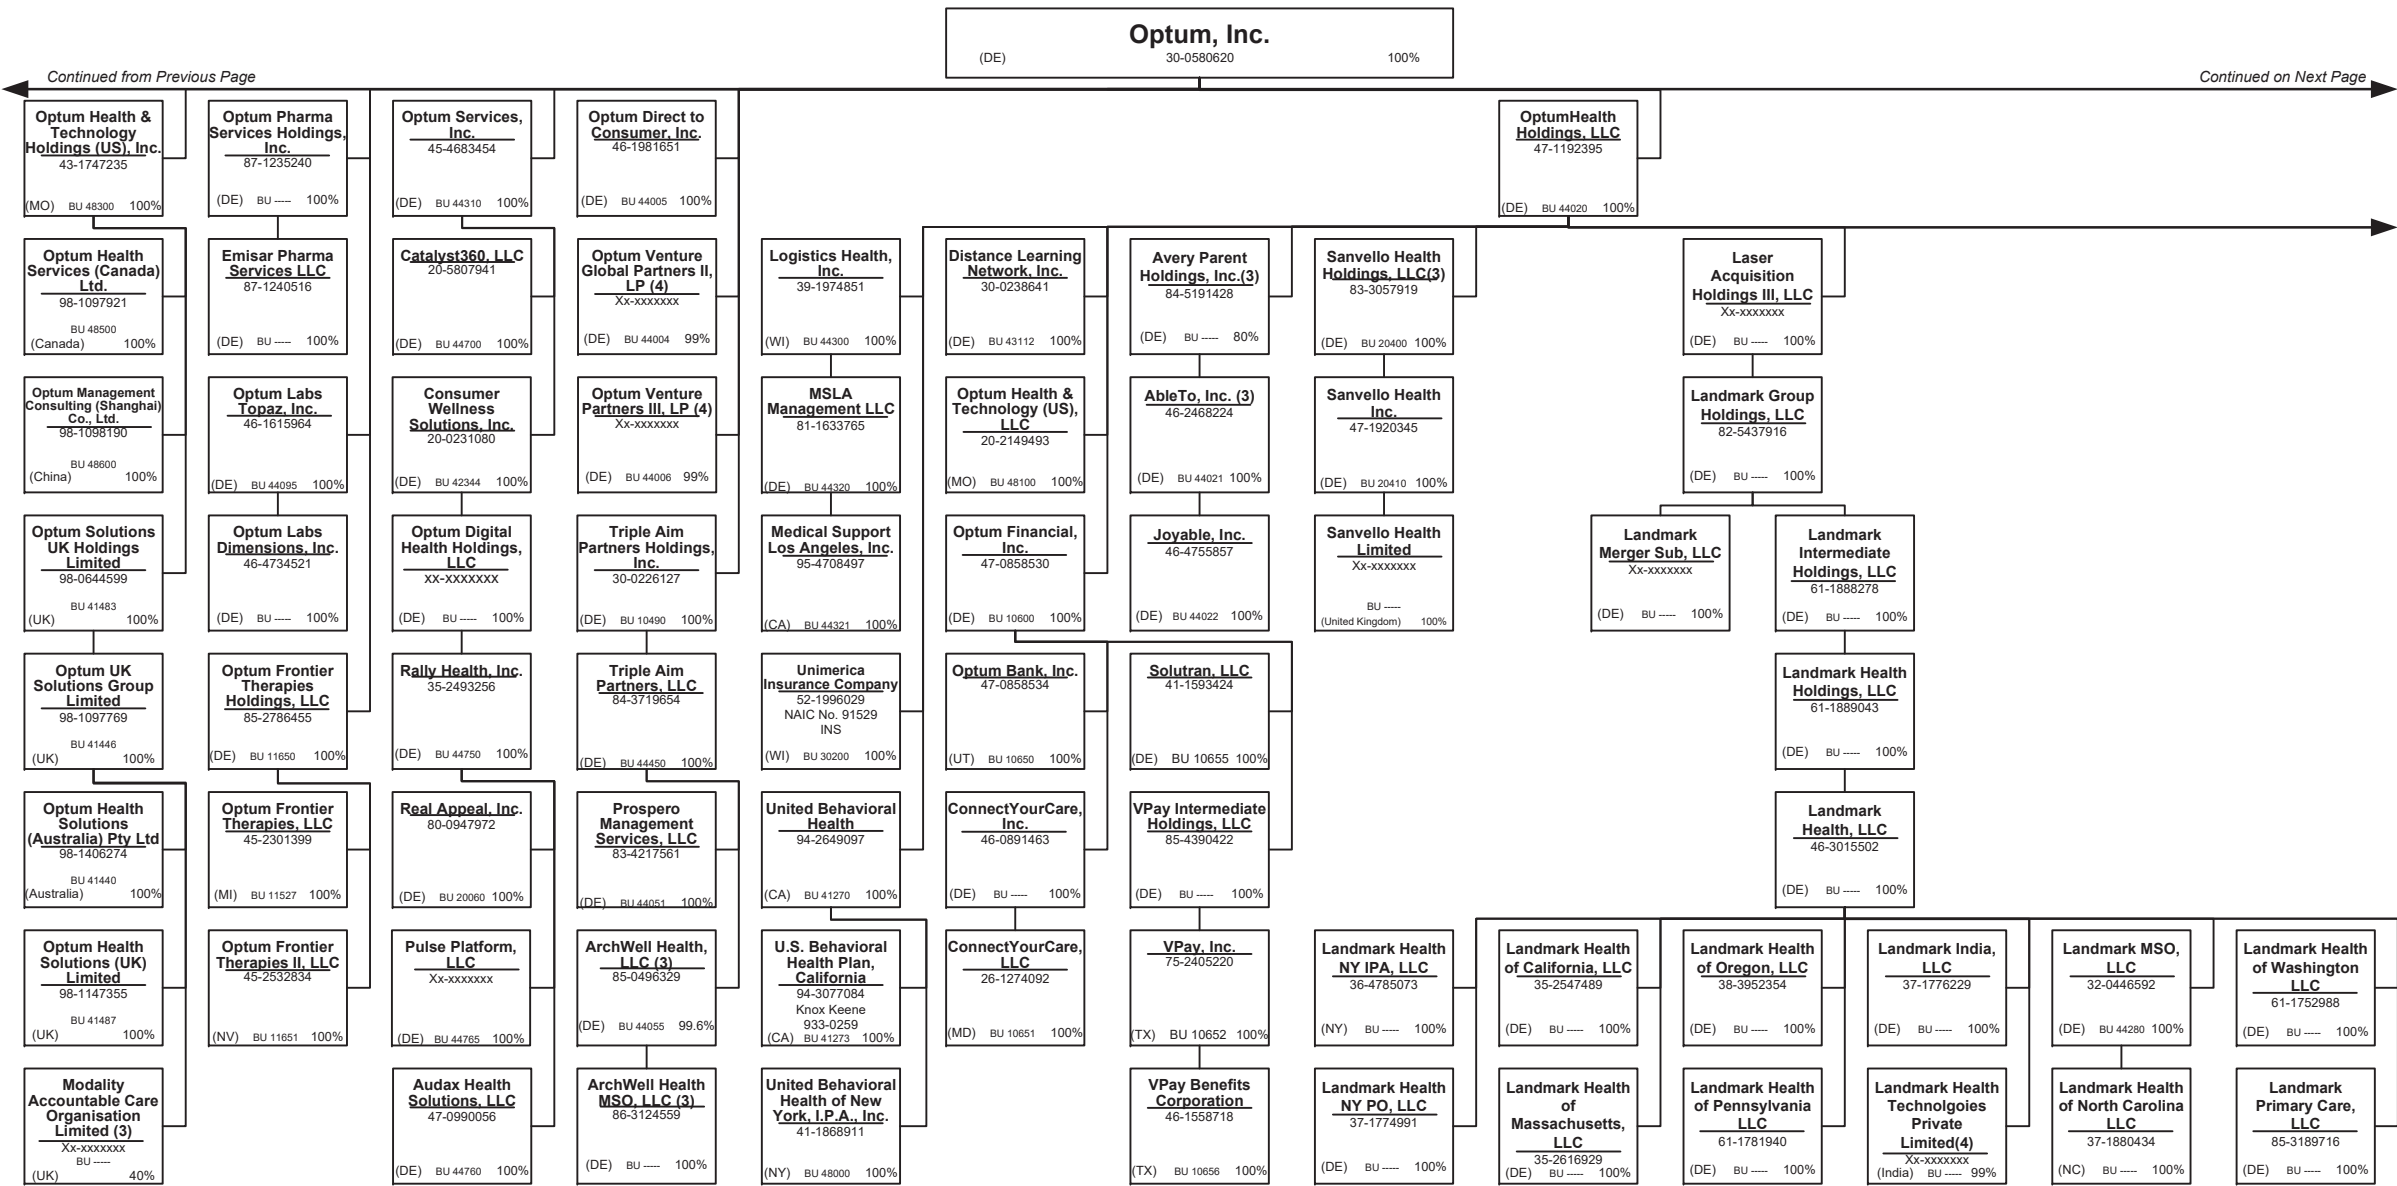 Optum, Inc.
(DE) 30-0580620 100%
Continued from Previous Page
Continued on Next Page
Optum Health &
Technology
Holdings (US), Inc.
43-1747235
(MO) BU 48300 100%
Optum Pharma
Services Holdings,
Inc.
87-1235240
(DE) BU ----- 100%
Optum Services,
Inc.
45-4683454
(DE) BU 44310 100%
Optum Direct to
Consumer, Inc.
46-1981651
(DE) BU 44005 100%
OptumHealth
Holdings, LLC
47-1192395
(DE) BU 44020 100%
Optum Health
Services (Canada)
Ltd.
98-1097921
BU 48500
(Canada) 100%
Emisar Pharma
Services LLC
87-1240516
(DE) BU ----- 100%
Catalyst360, LLC
20-5807941
(DE) BU 44700 100%
Optum Venture
Global Partners II,
LP (4)
Xx-xxxxxxx
(DE) BU 44004 99%
Logistics Health,
Inc.
39-1974851
(WI) BU 44300 100%
Distance Learning
Network, Inc.
30-0238641
(DE) BU 43112 100%
Avery Parent
Holdings, Inc.(3)
84-5191428
(DE) BU ----- 80%
Sanvello Health
Holdings, LLC(3)
83-3057919
(DE) BU 20400 100%
Laser
Acquisition
Holdings III, LLC
Xx-xxxxxxx
(DE) BU ----- 100%
Optum Management
Consulting (Shanghai)
Co., Ltd.
98-1098190
BU 48600
(China) 100%
Optum Labs
Topaz, Inc.
46-1615964
(DE) BU 44095 100%
Consumer
Wellness
Solutions, Inc.
20-0231080
(DE) BU 42344 100%
Optum Venture
Partners III, LP (4)
Xx-xxxxxxx
(DE) BU 44006 99%
MSLA
Management LLC
81-1633765
(DE) BU 44320 100%
Optum Health &
Technology (US),
LLC
20-2149493
(MO) BU 48100 100%
AbleTo, Inc. (3)
46-2468224
(DE) BU 44021 100%
Sanvello Health
Inc.
47-1920345
(DE) BU 20410 100%
Landmark Group
Holdings, LLC
82-5437916
(DE) BU ----- 100%
Optum Solutions
UK Holdings
Limited
98-0644599
BU 41483
(UK) 100%
Optum Labs
Dimensions, Inc.
46-4734521
(DE) BU ----- 100%
Optum Digital
Health Holdings,
LLC
xx-xxxxxxx
(DE) BU ----- 100%
Triple Aim
Partners Holdings,
Inc.
30-0226127
(DE) BU 10490 100%
Medical Support
Los Angeles, Inc.
95-4708497
(CA) BU 44321 100%
Optum Financial,
Inc.
47-0858530
(DE) BU 10600 100%
Joyable, Inc.
46-4755857
(DE) BU 44022 100%
Sanvello Health
Limited
Xx-xxxxxxx
BU -----
(United Kingdom) 100%
Landmark
Merger Sub, LLC
Xx-xxxxxxx
(DE) BU ----- 100%
Landmark
Intermediate
Holdings, LLC
61-1888278
(DE) BU ----- 100%
Optum UK
Solutions Group
Limited
98-1097769
BU 41446
(UK) 100%
Optum Frontier
Therapies
Holdings, LLC
85-2786455
(DE) BU 11650 100%
Rally Health, Inc.
35-2493256
(DE) BU 44750 100%
Triple Aim
Partners, LLC
84-3719654
(DE) BU 44450 100%
Unimerica
Insurance Company
52-1996029
NAIC No. 91529
INS
(WI) BU 30200 100%
Optum Bank, Inc.
47-0858534
(UT) BU 10650 100%
Solutran, LLC
41-1593424
(DE) BU 10655 100%
Landmark Health
Holdings, LLC
61-1889043
(DE) BU ----- 100%
Optum Health
Solutions
(Australia) Pty Ltd
98-1406274
BU 41440
(Australia) 100%
Optum Frontier
Therapies, LLC
45-2301399
(MI) BU 11527 100%
Real Appeal, Inc.
80-0947972
(DE) BU 20060 100%
Prospero
Management
Services, LLC
83-4217561
(DE) BU 44051 100%
United Behavioral
Health
94-2649097
(CA) BU 41270 100%
ConnectYourCare,
Inc.
46-0891463
(DE) BU ----- 100%
VPay Intermediate
Holdings, LLC
85-4390422
(DE) BU ----- 100%
Landmark
Health, LLC
46-3015502
(DE) BU ----- 100%
Optum Health
Solutions (UK)
Limited
98-1147355
BU 41487
(UK) 100%
Optum Frontier
Therapies II, LLC
45-2532834
(NV) BU 11651 100%
Pulse Platform,
LLC
Xx-xxxxxxx
(DE) BU 44765 100%
ArchWell Health,
LLC (3)
85-0496329
(DE) BU 44055 99.6%
U.S. Behavioral
Health Plan,
California
94-3077084
Knox Keene
933-0259
(CA) BU 41273 100%
ConnectYourCare,
LLC
26-1274092
(MD) BU 10651 100%
VPay, Inc.
75-2405220
(TX) BU 10652 100%
Landmark Health
NY IPA, LLC
36-4785073
(NY) BU ----- 100%
Landmark Health
of California, LLC
35-2547489
(DE) BU ----- 100%
Landmark Health
of Oregon, LLC
38-3952354
(DE) BU ----- 100%
Landmark India,
LLC
37-1776229
(DE) BU ----- 100%
Landmark MSO,
LLC
32-0446592
(DE) BU 44280 100%
Landmark Health
of Washington
LLC
61-1752988
(DE) BU ----- 100%
Modality
Accountable Care
Organisation
Limited (3)
Xx-xxxxxxx
BU -----
(UK) 40%
Audax Health
Solutions, LLC
47-0990056
(DE) BU 44760 100%
ArchWell Health
MSO, LLC (3)
86-3124559
(DE) BU ----- 100%
United Behavioral
Health of New
York, I.P.A., Inc.
41-1868911
(NY) BU 48000 100%
VPay Benefits
Corporation
46-1558718
(TX) BU 10656 100%
Landmark Health
NY PO, LLC
37-1774991
(DE) BU ----- 100%
Landmark Health
of
Massachusetts,
LLC
35-2616929
(DE) BU ----- 100%
Landmark Health
of Pennsylvania
LLC
61-1781940
(DE) BU ----- 100%
Landmark Health
Technolgoies
Private
Limited(4)
Xx-xxxxxxx
(India) BU ----- 99%
Landmark Health
of North Carolina
LLC
37-1880434
(NC) BU ----- 100%
Landmark
Primary Care,
LLC
85-3189716
(DE) BU ----- 100%